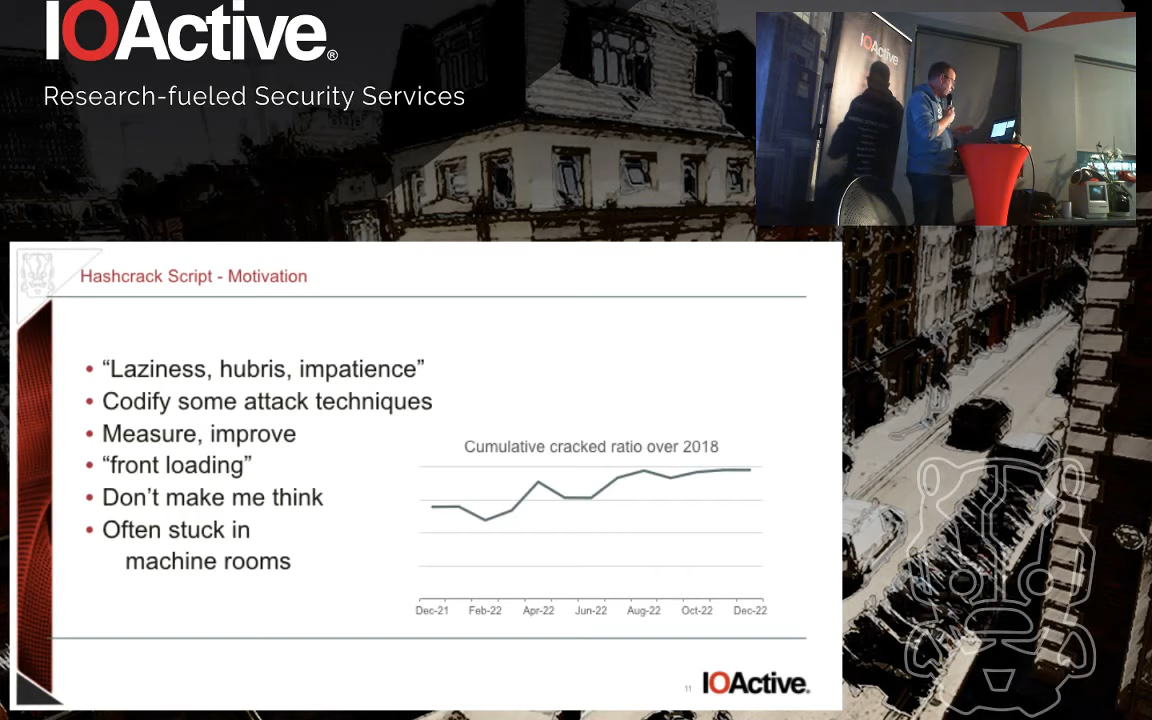 IOActive®
Research-fueled Security Services
IOActive
Hashcrack Script - Motivation
• “Laziness, hubris, impatience”
• Codify some attack techniques
• Measure, improve
• “front loading”
• Don’t make me think
• Often stuck in
machine rooms
Cumulative cracked ratio over 2018
Dec-21 Feb-22 Apr-22 Jun-22 Aug-22 Oct-22 Dec-22
11
IOActive.